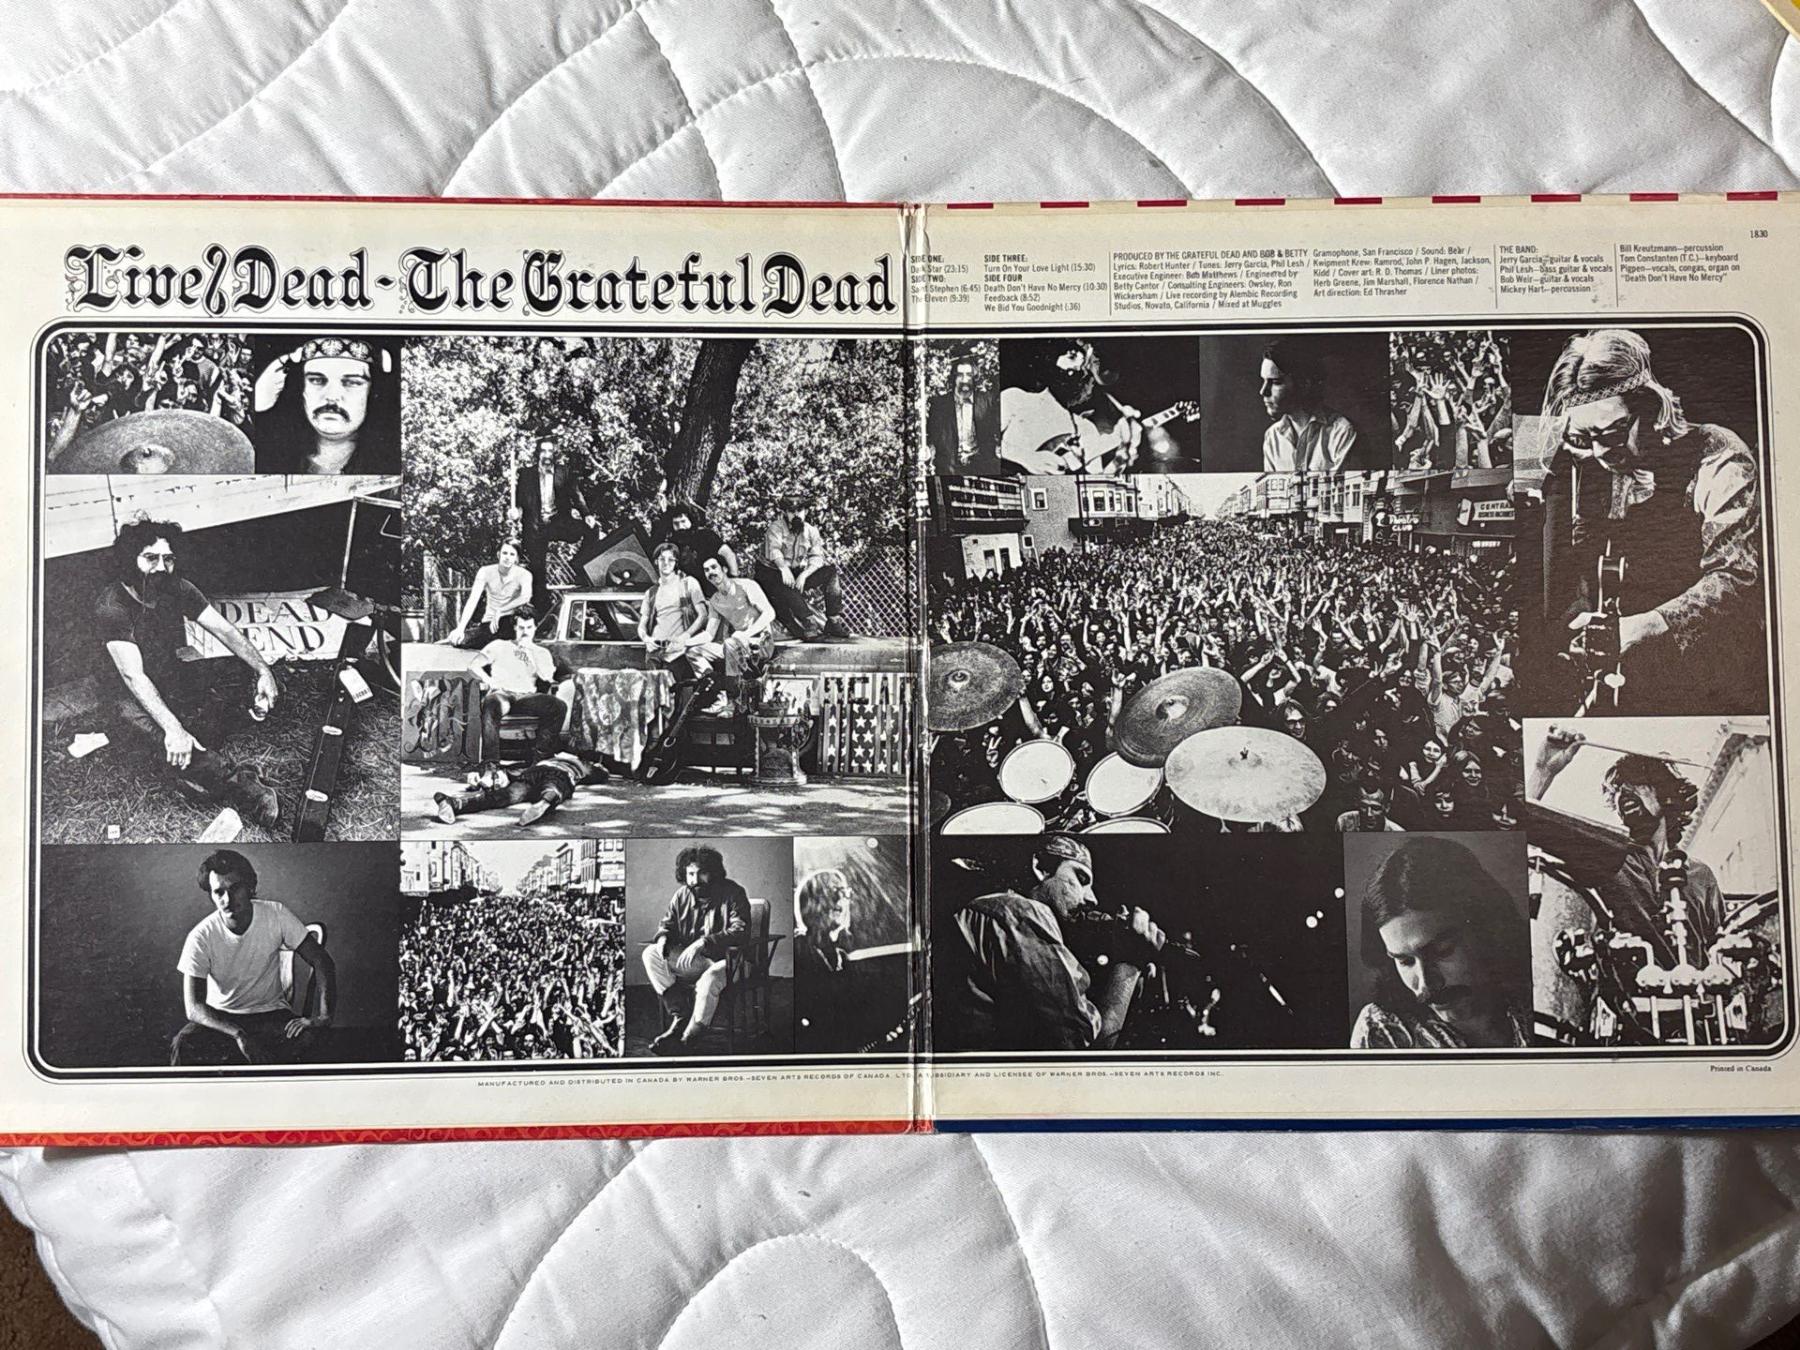 Live/Dead - The Grateful Dead
SIDE ONE:
Dark Star (23:15)
SIDE TWO:
Saint Stephen (6:45)
The Eleven (9:39)
SIDE THREE:
Turn On Your Love Light (15:30)
SIDE FOUR
Death Don't Have No Mercy (10:30)
Feedback (8:52)
We Bid You Goodnight (:36)
PRODUCED BY THE GRATEFUL DEAD AND BOB & BETTY
Lyrics: Robert Hunter / Tunes: Jerry Garcia, Phil Lesh /
Executive Engineer: Bob Matthews / Engineered by
Betty Cantor / Consulting Engineers: Owsley, Ron
Wickersham / Live recording by Alembic Recording
Studios, Novato, California / Mixed at Muggles
Gramophone, San Francisco / Sound: Bear /
Kwipment Krew: Ramrod, John P. Hagen, Jackson,
Kidd / Cover art: R. D. Thomas / Liner photos:
Herb Greene, Jim Marshall, Florence Nathan /
Art direction: Ed Thrasher
THE BAND:
Jerry Garcia—guitar & vocals
Phil Lesh—bass guitar & vocals
Bob Weir—guitar & vocals
Mickey Hart—percussion
Bill Kreutzmann—percussion
Tom Constanten (T.C.)—keyboard
Pigpen—vocals, congas, organ on
"Death Don't Have No Mercy"
1830
CENTRAL
DEAD
END
DEAD
MANUFACTURED AND DISTRIBUTED IN CANADA BY WARNER BROS.—SEVEN ARTS RECORDS OF CANADA, LTD. A SUBSIDIARY AND LICENSEE OF WARNER BROS.—SEVEN ARTS RECORDS INC.
Printed in Canada